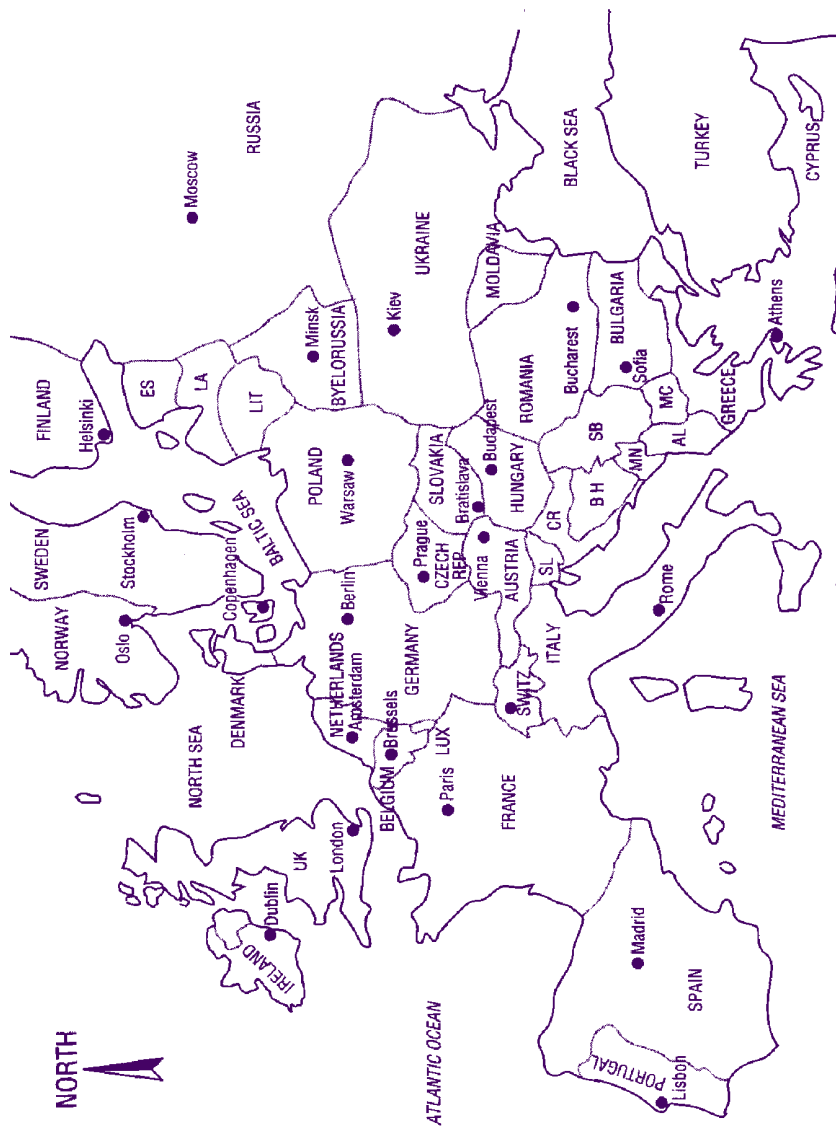 NORTH
NORWAY
SWEDEN
FINLAND
Oslo
Stockholm
Helsinki
RUSSIA
Moscow
NORTH SEA
DENMARK
Copenhagen
BALTIC SEA
ES
LA
LIT
IRELAND
Dublin
UK
London
NETHERLANDS
Amsterdam
Berlin
POLAND
Warsaw
Minsk
BYELORUSSIA
BELGIUM
Brussels
LUX
GERMANY
Prague
CZECH
REP
SLOVAKIA
Bratislava
Kiev
UKRAINE
ATLANTIC OCEAN
Paris
FRANCE
SWITZ
Vienna
AUSTRIA
Budapest
HUNGARY
ROMANIA
MOLDAVIA
ITALY
SL
CR
B H
SB
Bucharest
BLACK SEA
BULGARIA
Sofia
MN
MC
AL
Rome
GREECE
Athens
TURKEY
CYPRUS
Madrid
SPAIN
PORTUGAL
Lisbon
MEDITERRANEAN SEA